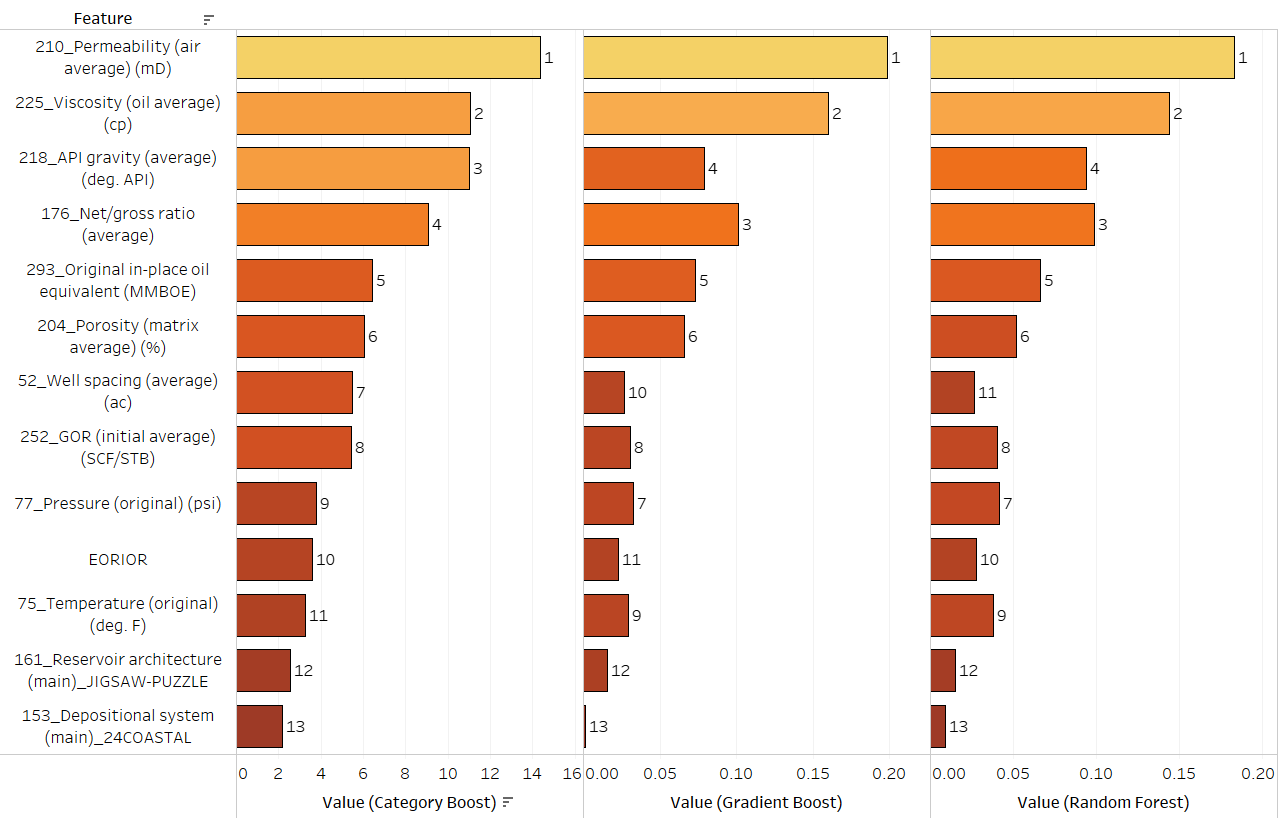 Feature
210_Permeability (air
average) (mD)
1
1
1
225_Viscosity (oil average)
(cp)
2
2
2
218_API gravity (average)
(deg. API)
3
4
4
176_Net/gross ratio
(average)
4
3
3
293_Original in-place oil
equivalent (MMBOE)
5
5
5
204_Porosity (matrix
average) (%)
6
6
6
52_Well spacing (average)
(ac)
7
10
11
252_GOR (initial average)
(SCF/STB)
8
8
8
77_Pressure (original) (psi)
9
7
7
EORIOR
10
11
10
75_Temperature (original)
(deg. F)
11
9
9
161_Reservoir architecture
(main)_JIGSAW-PUZZLE
12
12
12
153_Depositional system
(main)_24COASTAL
13
13
13
0 2 4 6 8 10 12 14 16
0.00 0.05 0.10 0.15 0.20
0.00 0.05 0.10 0.15 0.20
Value (Category Boost)
Value (Gradient Boost)
Value (Random Forest)